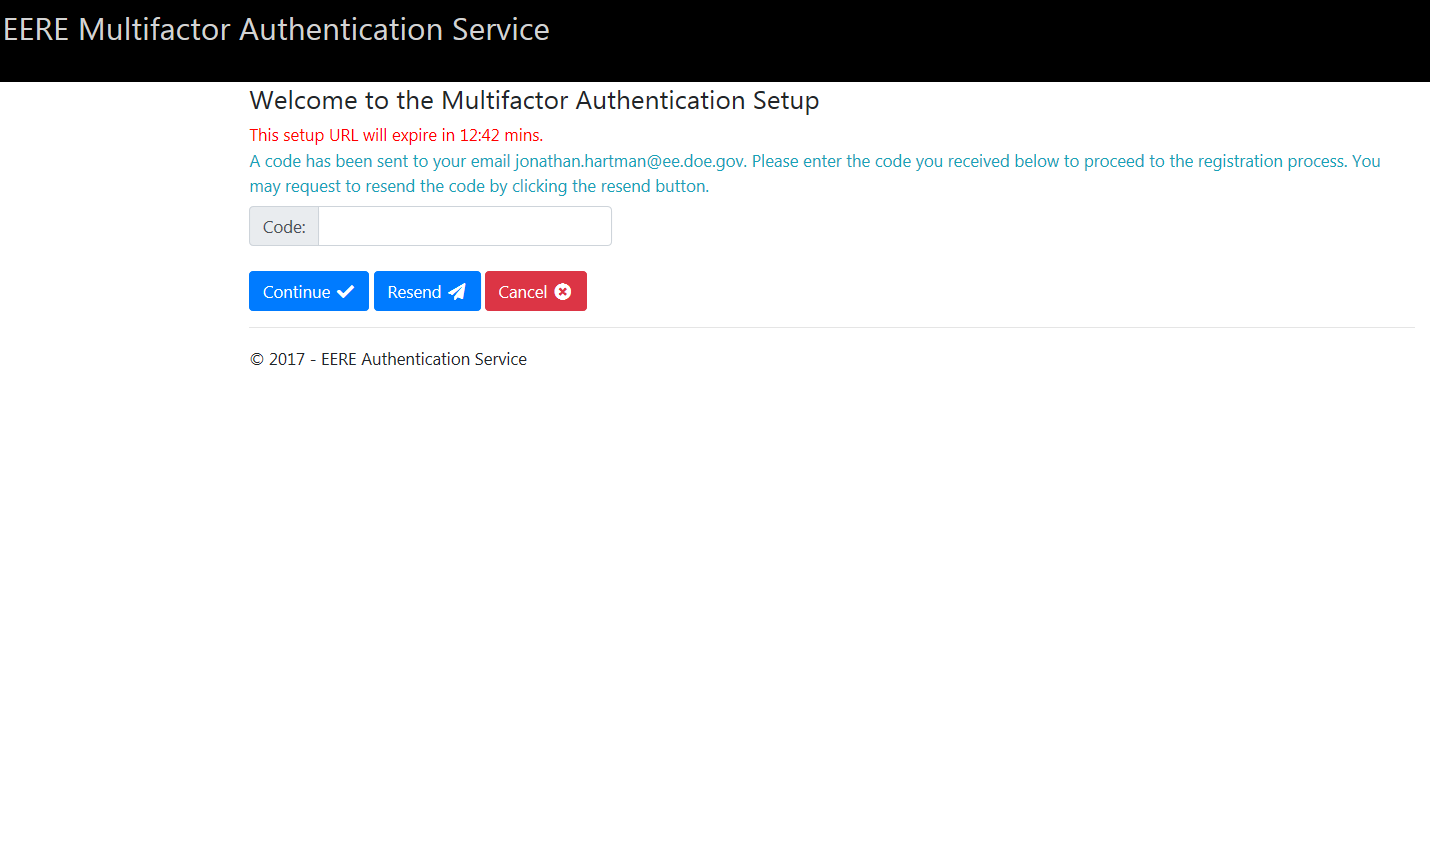 EERE Multifactor Authentication Service
Welcome to the Multifactor Authentication Setup
This setup URL will expire in 12:42 mins.
A code has been sent to your email jonathan.hartman@ee.doe.gov. Please enter the code you received below to proceed to the registration process. You
may request to resend the code by clicking the resend button.
Code:
Continue Resend Cancel
© 2017 - EERE Authentication Service